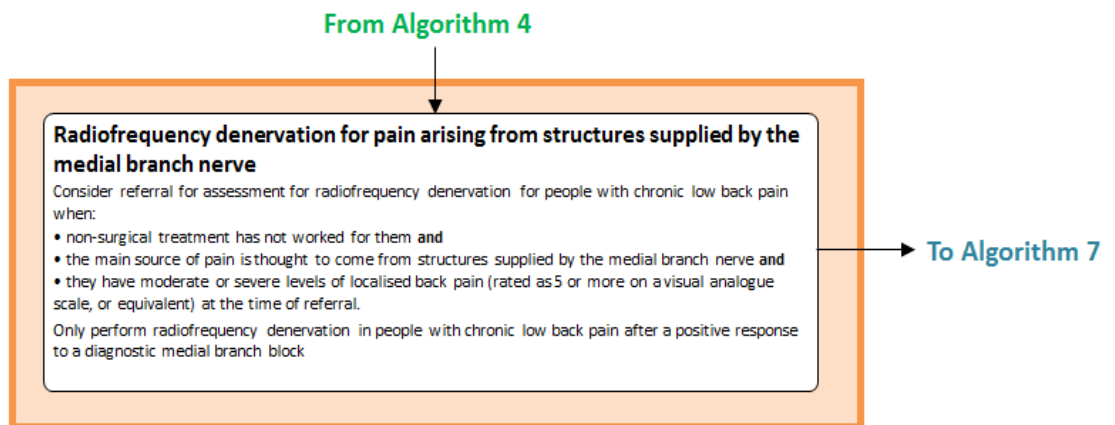 From Algorithm 4
Radiofrequency denervation for pain arising from structures supplied by the
medial branch nerve
Consider referral for assessment for radiofrequency denervation for people with chronic low back pain
when:
• non-surgical treatment has not worked for them and
• the main source of pain is thought to come from structures supplied by the medial branch nerve and
• they have moderate or severe levels of localised back pain (rated as 5 or more on a visual analogue
scale, or equivalent) at the time of referral.
Only perform radiofrequency denervation in people with chronic low back pain after a positive response
to a diagnostic medial branch block
To Algorithm 7